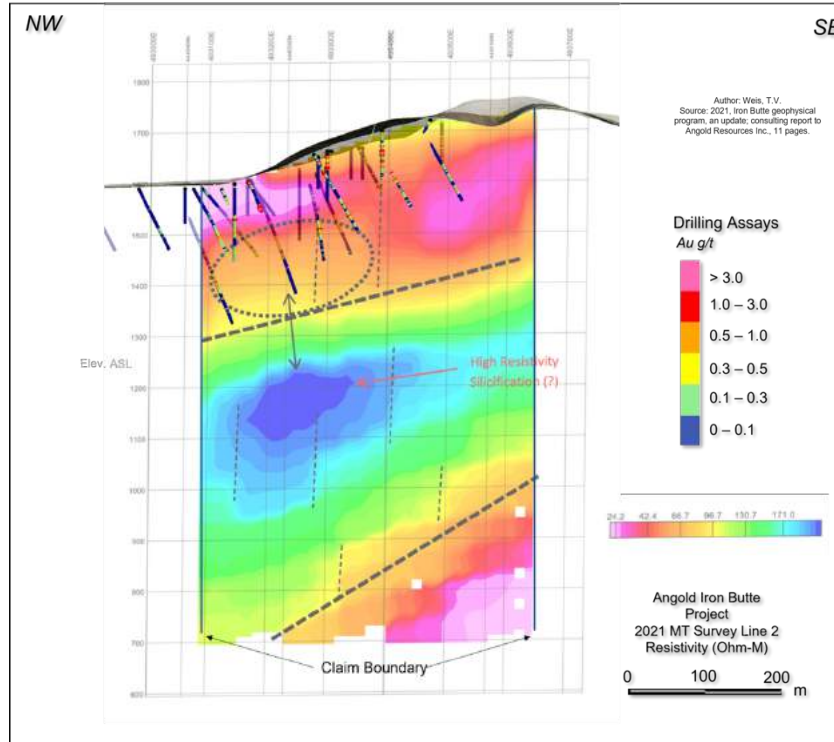 NW
SE
Author: Weis, T.V.
Source: 2021, Iron Butte geophysical
program, an update; consulting report to
Angold Resources Inc., 11 pages.
1800
1700
1500
1400
1300
Elev. ASL
1200
1100
1000
900
800
700
600
High Resistivity
Silicification (?)
Claim Boundary
Drilling Assays
Au g/t
> 3.0
1.0 – 3.0
0.5 – 1.0
0.3 – 0.5
0.1 – 0.3
0 – 0.1
24.2 42.4 66.7 96.7 130.7 171.0
Angold Iron Butte
Project
2021 MT Survey Line 2
Resistivity (Ohm-M)
0 100 200
m